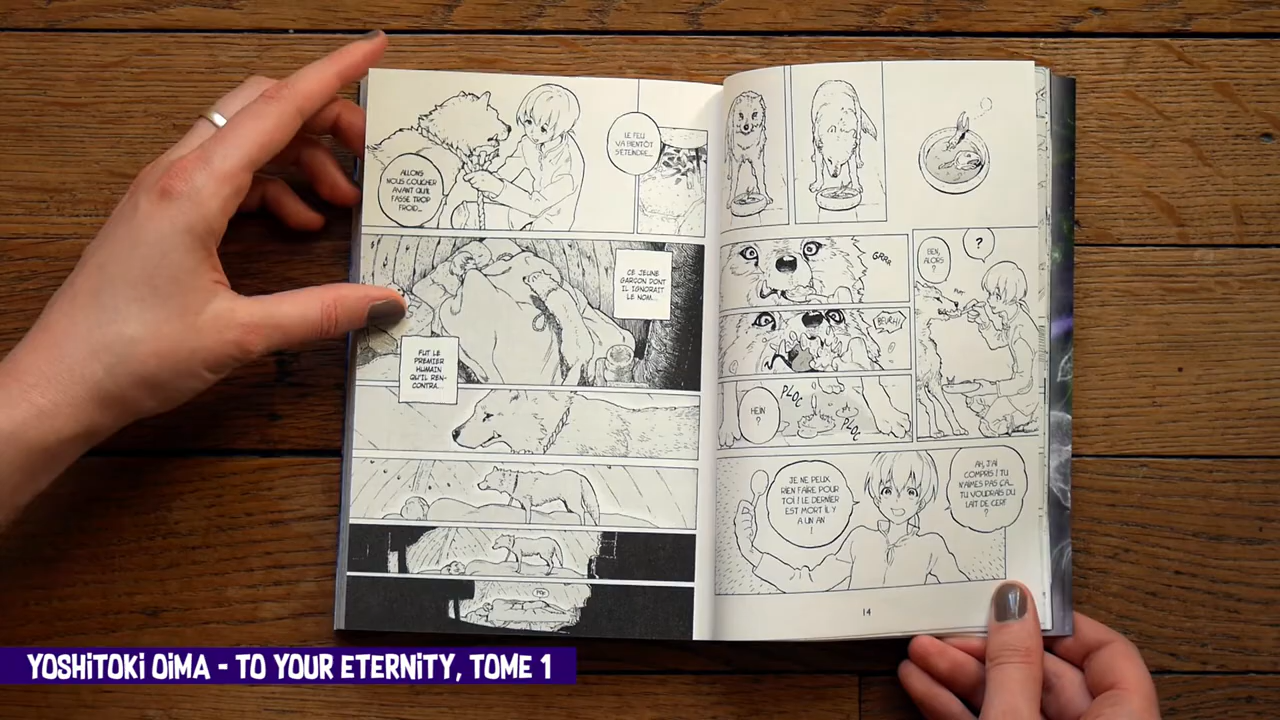 ALLONS
NOUS COUCHER
AVANT QU'IL
FASSE TROP
FROID...
LE FEU
VA BIENTÔT
S'ÉTEINDRE...
CE JEUNE
GARÇON DONT
IL IGNORAIT
LE NOM...
FUT LE
PREMIER
HUMAIN
QU'IL REN-
CONTRA...
GRRR
BEURH!
HEIN
?
PLOC
PLOC
BEN,
ALORS
?
?
JE NE PEUX
RIEN FAIRE POUR
TOI ! LE DERNIER
EST MORT IL Y
A UN AN
!
AH, J'AI
COMPRIS ! TU
N'AIMES PAS ÇA...
TU VOUDRAIS DU
LAIT DE CERF
?
14
YOSHITOKI OIMA - TO YOUR ETERNITY, TOME 1